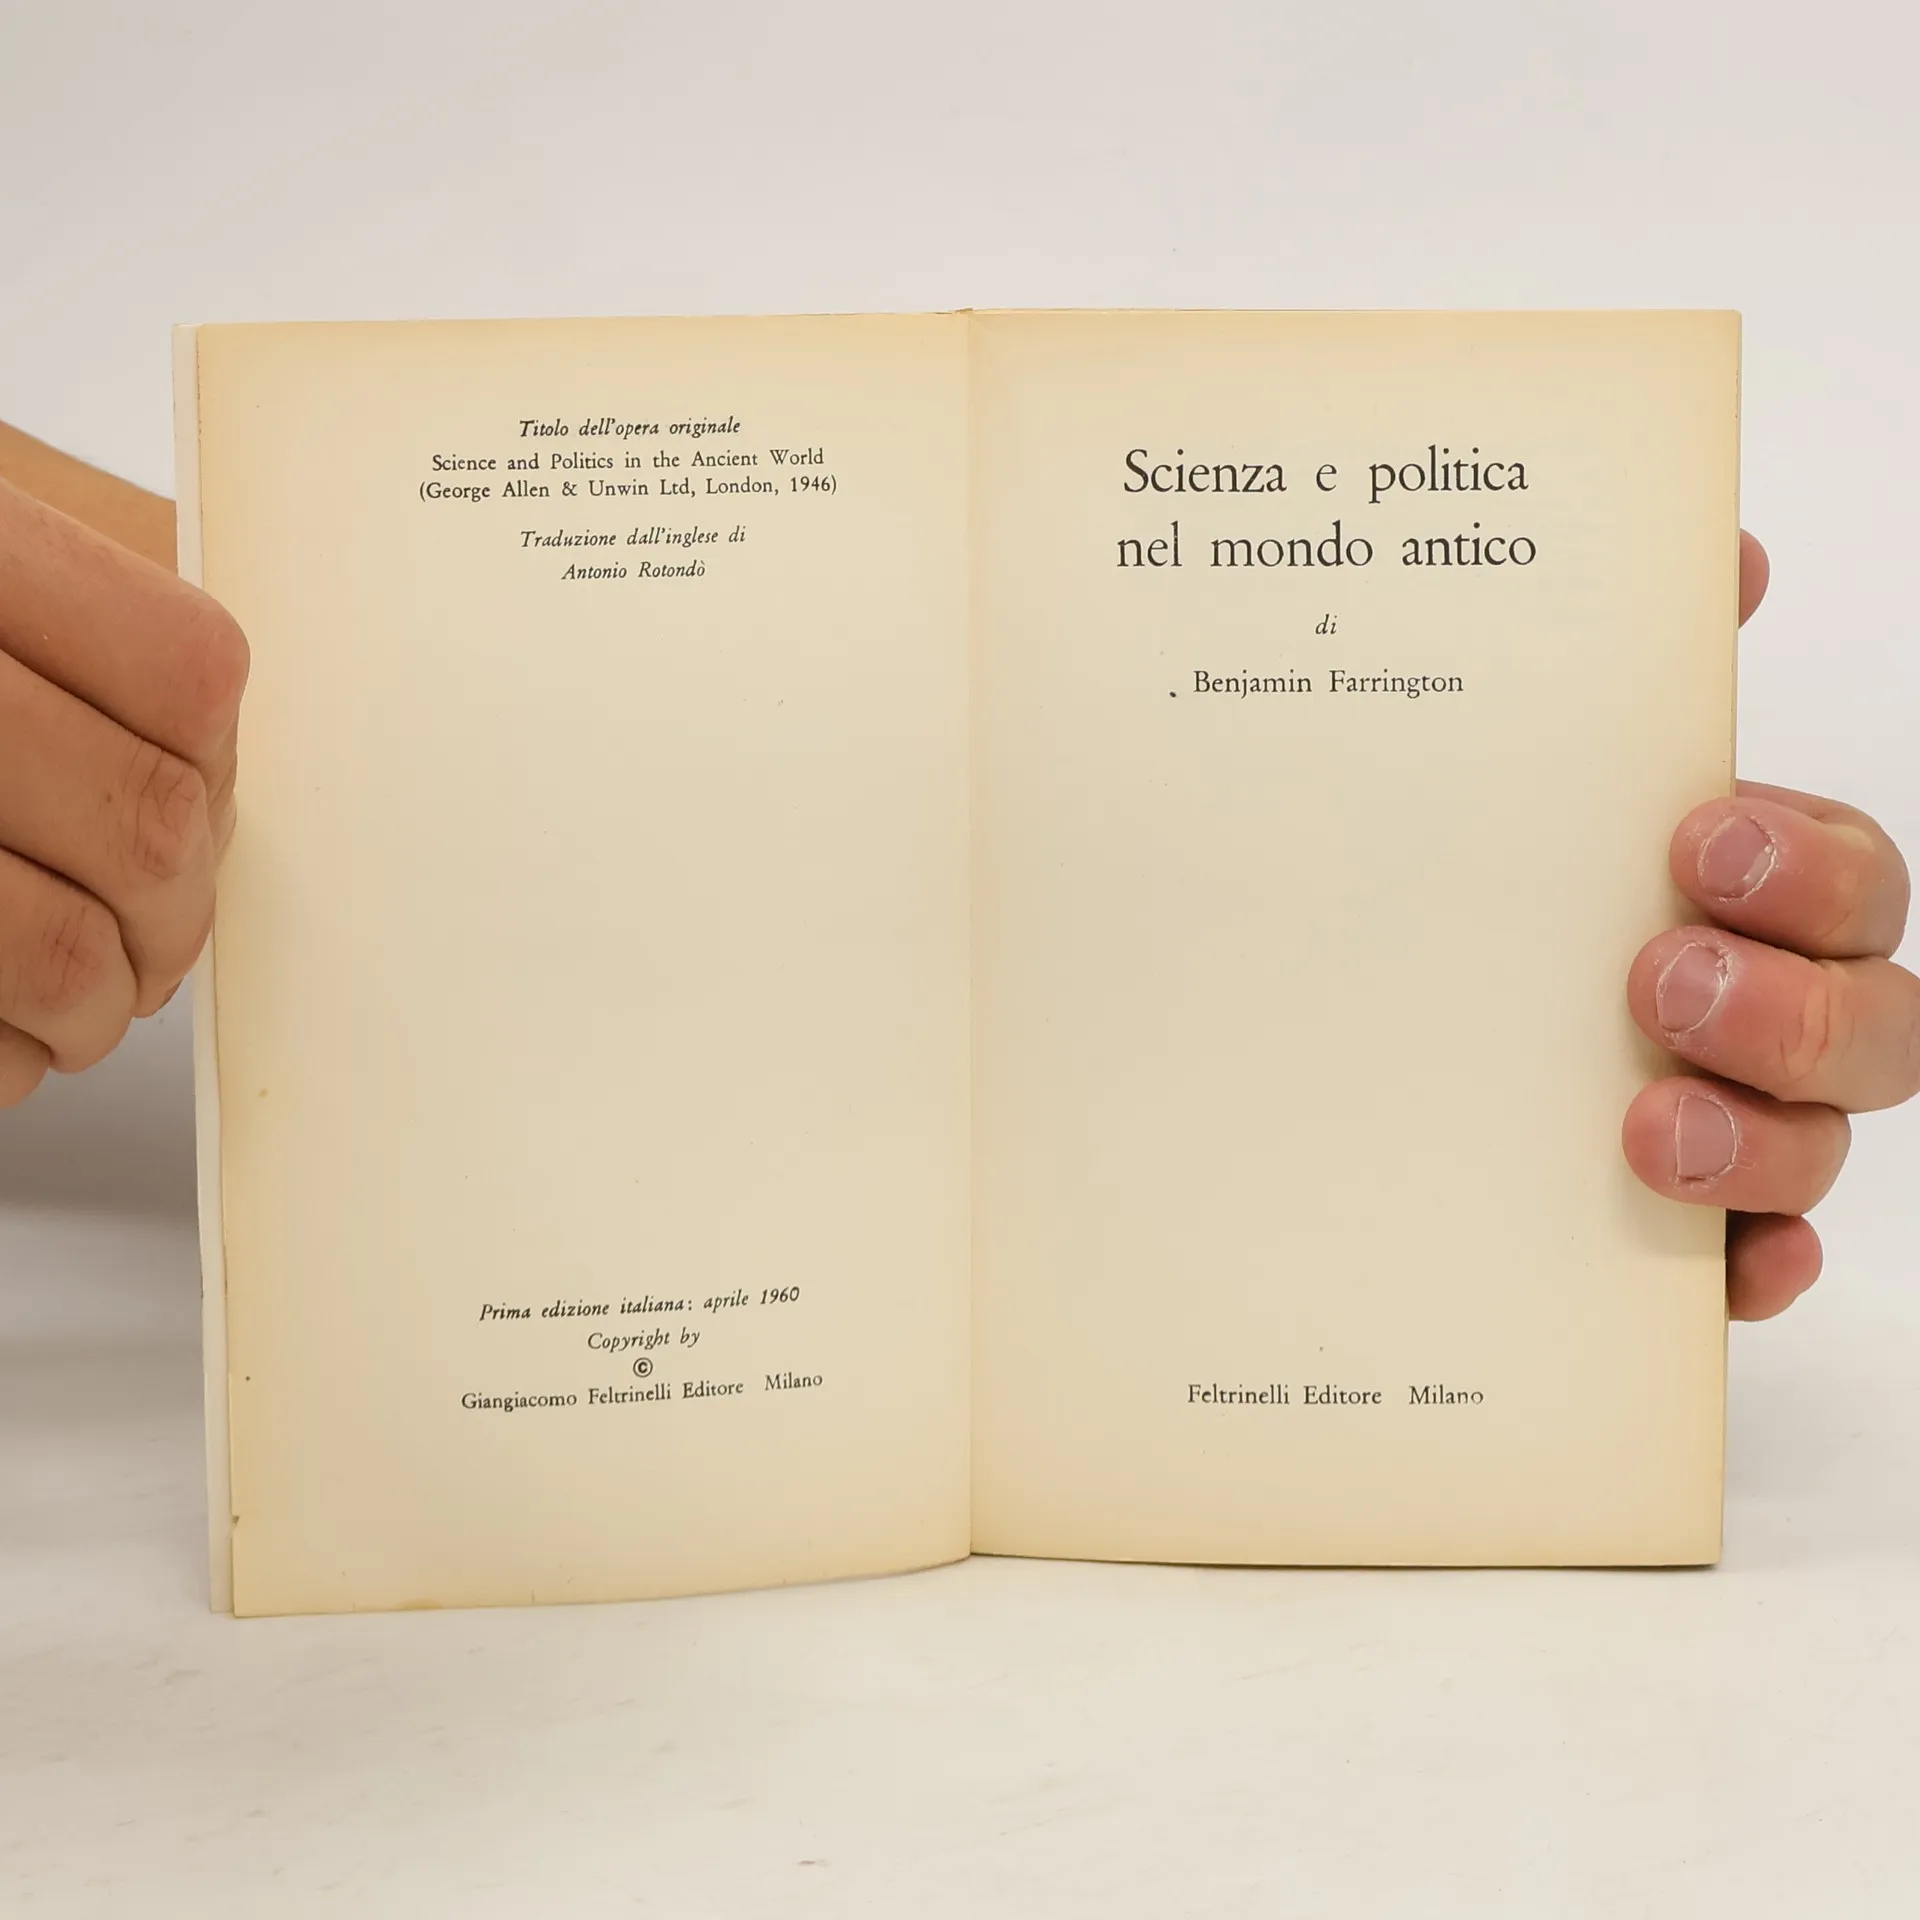 Titolo dell'opera originale
Science and Politics in the Ancient World
(George Allen & Unwin Ltd, London, 1946)
Traduzione dall'inglese di
Antonio Rotondò
Prima edizione italiana: aprile 1960
Copyright by
©
Giangiacomo Feltrinelli Editore Milano
Scienza e politica
nel mondo antico
di
Benjamin Farrington
Feltrinelli Editore Milano